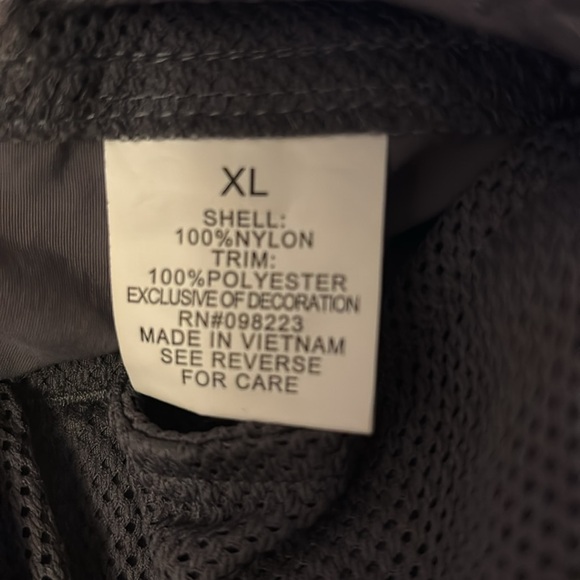 XL
SHELL:
100%NYLON
TRIM:
100%POLYESTER
EXCLUSIVE OF DECORATION
RN#098223
MADE IN VIETNAM
SEE REVERSE
FOR CARE